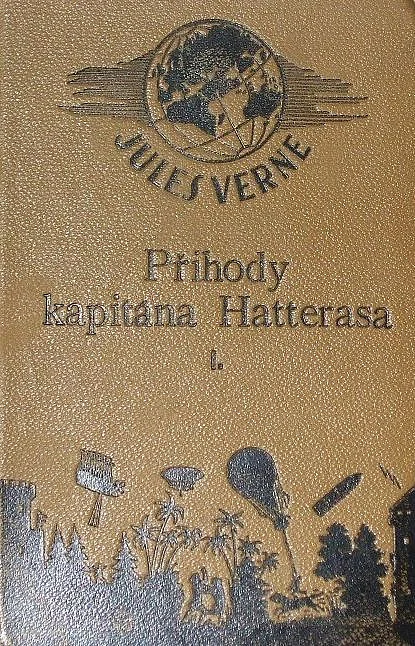 JULES VERNE
Příhody
kapitána Hatterasa
I.